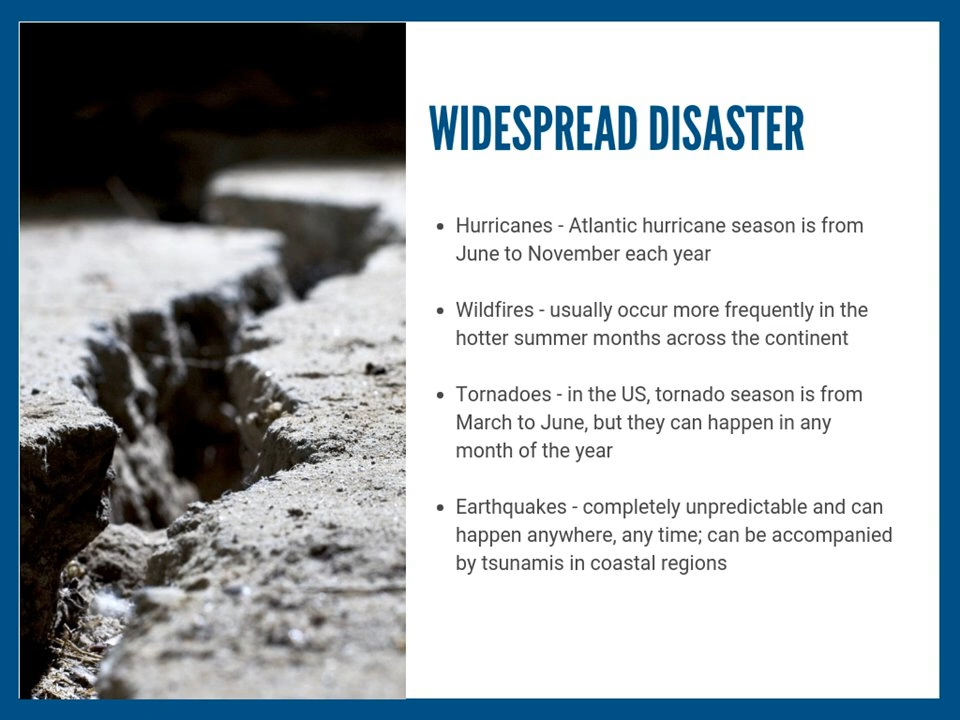 WIDESPREAD DISASTER
• Hurricanes - Atlantic hurricane season is from
June to November each year
• Wildfires - usually occur more frequently in the
hotter summer months across the continent
• Tornadoes - in the US, tornado season is from
March to June, but they can happen in any
month of the year
• Earthquakes - completely unpredictable and can
happen anywhere, any time; can be accompanied
by tsunamis in coastal regions